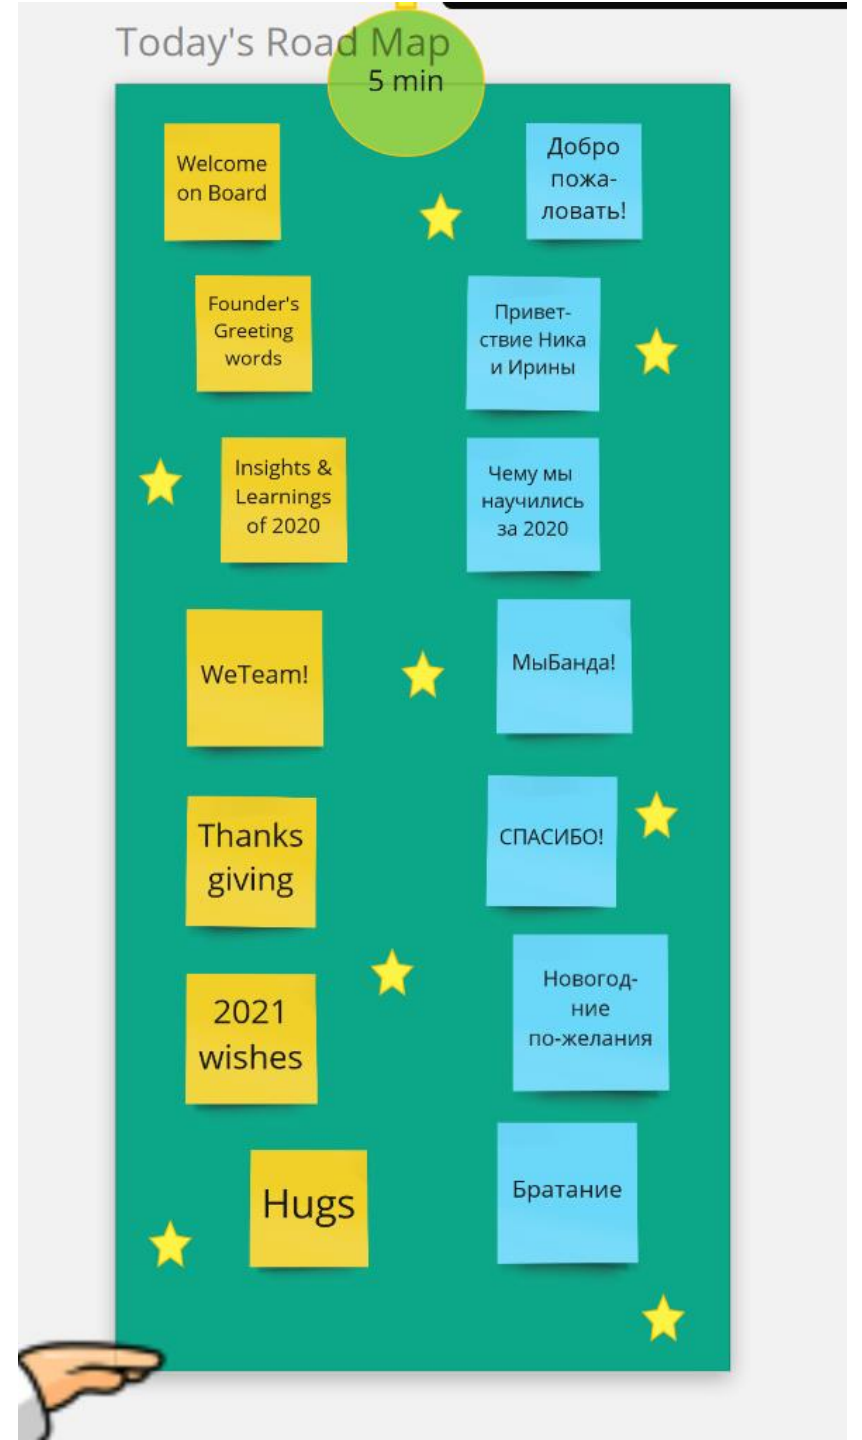 Today's Road Map
5 min
Welcome
on Board
Добро
пожа-
ловать!
Founder's
Greeting
words
Привет-
ствие Ника
и Ирины
Insights &
Learnings
of 2020
Чему мы
научились
за 2020
WeTeam!
МыБанда!
Thanks
giving
СПАСИБО!
2021
wishes
Новогод-
ние
по-желания
Hugs
Братание